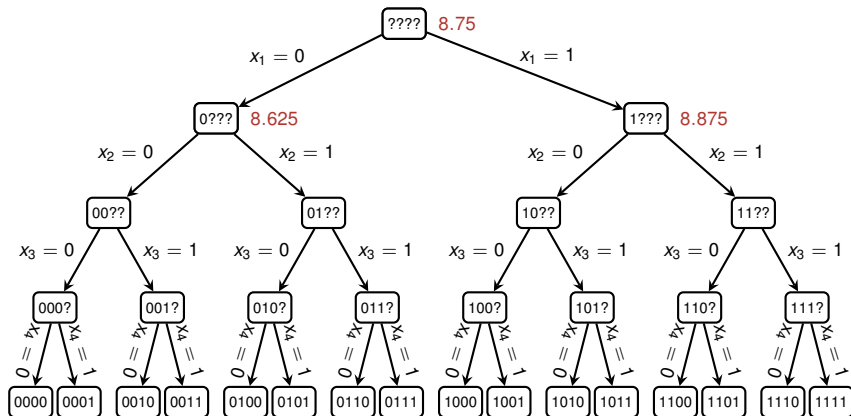 ???? 8.75
x₁ = 0 x₁ = 1
0??? 8.625 1??? 8.875
x₂ = 0 x₂ = 1 x₂ = 0 x₂ = 1
00?? 01?? 10?? 11??
x₃ = 0 x₃ = 1 x₃ = 0 x₃ = 1 x₃ = 0 x₃ = 1 x₃ = 0 x₃ = 1
000? 001? 010? 011? 100? 101? 110? 111?
x₄ = 0 x₄ = 1 x₄ = 0 x₄ = 1 x₄ = 0 x₄ = 1 x₄ = 0 x₄ = 1 x₄ = 0 x₄ = 1 x₄ = 0 x₄ = 1 x₄ = 0 x₄ = 1 x₄ = 0 x₄ = 1
0000 0001 0010 0011 0100 0101 0110 0111 1000 1001 1010 1011 1100 1101 1110 1111